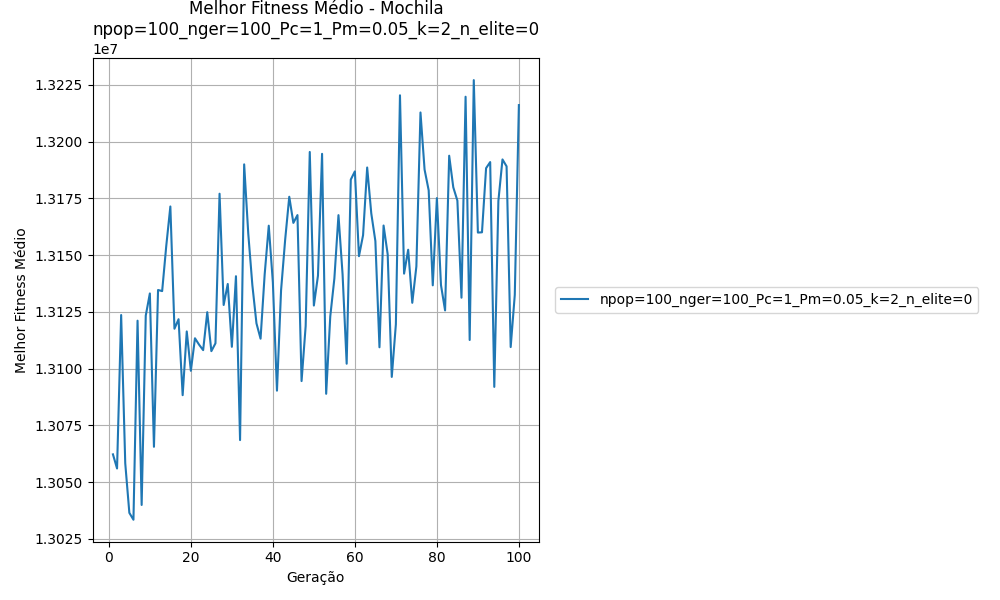 Melhor Fitness Médio - Mochila
npop=100_nger=100_Pc=1_Pm=0.05_k=2_n_elite=0
1e7
1.3225
1.3200
1.3175
1.3150
1.3125
1.3100
1.3075
1.3050
1.3025
Melhor Fitness Médio
0 20 40 60 80 100
Geração
npop=100_nger=100_Pc=1_Pm=0.05_k=2_n_elite=0